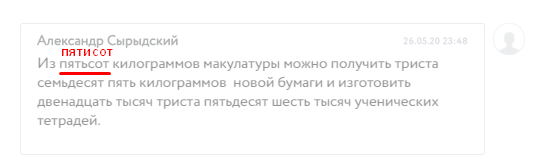 Александр Сырыдский 26.05.20 23:48
пятисот
Из пятьсот килограммов макулатуры можно получить триста
семьдесят пять килограммов новой бумаги и изготовить
двенадцать тысяч триста пятьдесят шесть тысяч ученических
тетрадей.